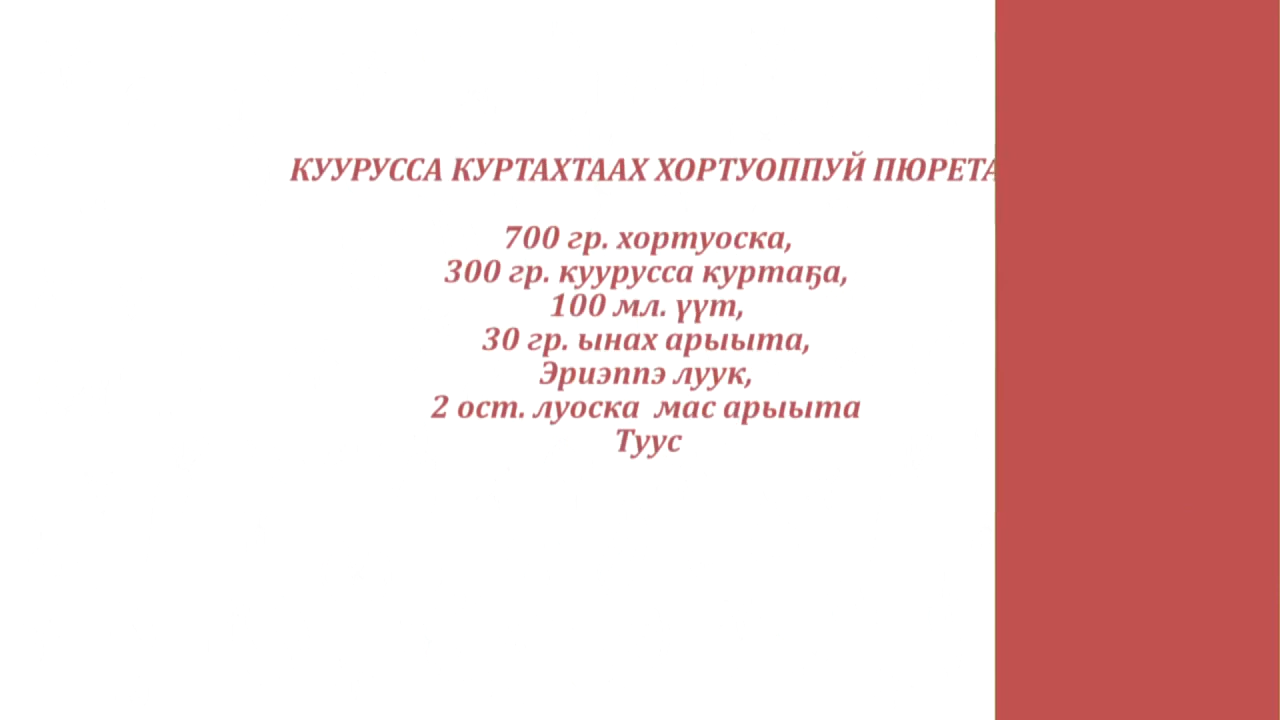 КУУРУССА КУРТАХТААХ ХОРТУОППУЙ ПЮРЕТА
700 гр. хортуоска,
300 гр. куурусса куртаҕа,
100 мл. үүт,
30 гр. ынах арыыта,
Эриэппэ луук,
2 ост. луоска мас арыыта
Туус